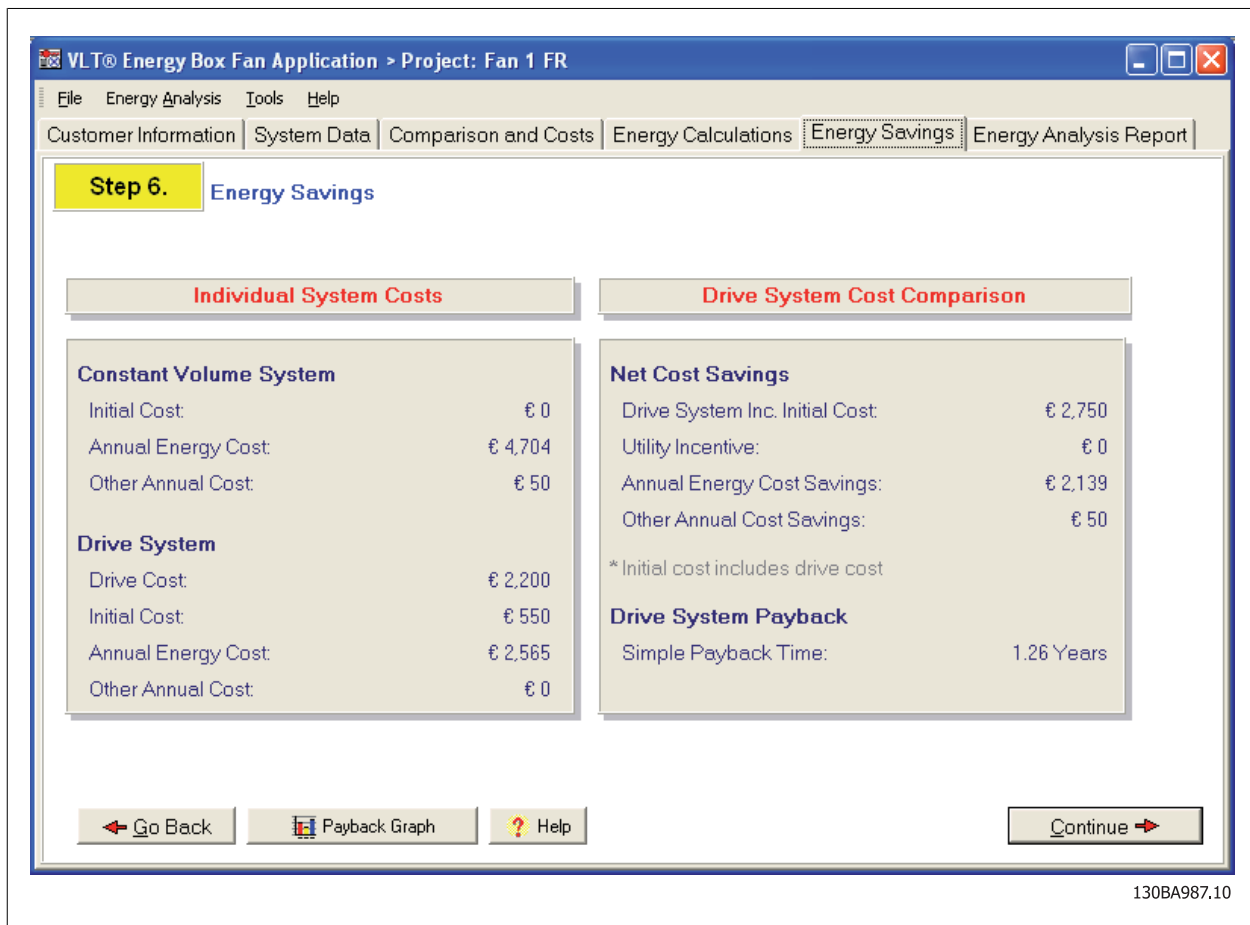 VLT® Energy Box Fan Application > Project: Fan 1 FR
File Energy Analysis Tools Help
Customer Information System Data Comparison and Costs Energy Calculations Energy Savings Energy Analysis Report
Step 6. Energy Savings
Individual System Costs
Constant Volume System
Initial Cost: € 0
Annual Energy Cost: € 4,704
Other Annual Cost: € 50
Drive System
Drive Cost: € 2,200
Initial Cost: € 550
Annual Energy Cost: € 2,565
Other Annual Cost: € 0
Drive System Cost Comparison
Net Cost Savings
Drive System Inc. Initial Cost: € 2,750
Utility Incentive: € 0
Annual Energy Cost Savings: € 2,139
Other Annual Cost Savings: € 50
* Initial cost includes drive cost
Drive System Payback
Simple Payback Time: 1.26 Years
Go Back Payback Graph ? Help Continue
130BA987.10